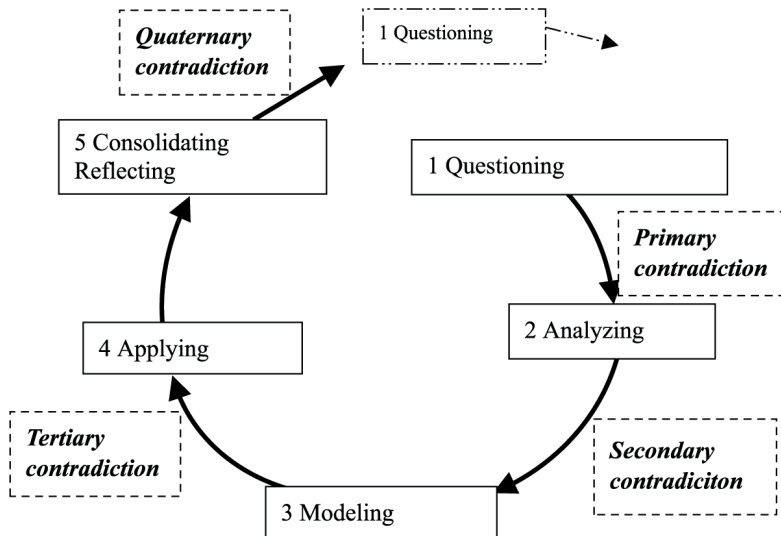 Quaternary
contradiction
1 Questioning
5 Consolidating
Reflecting
1 Questioning
Primary
contradiction
2 Analyzing
4 Applying
Tertiary
contradiction
Secondary
contradiciton
3 Modeling